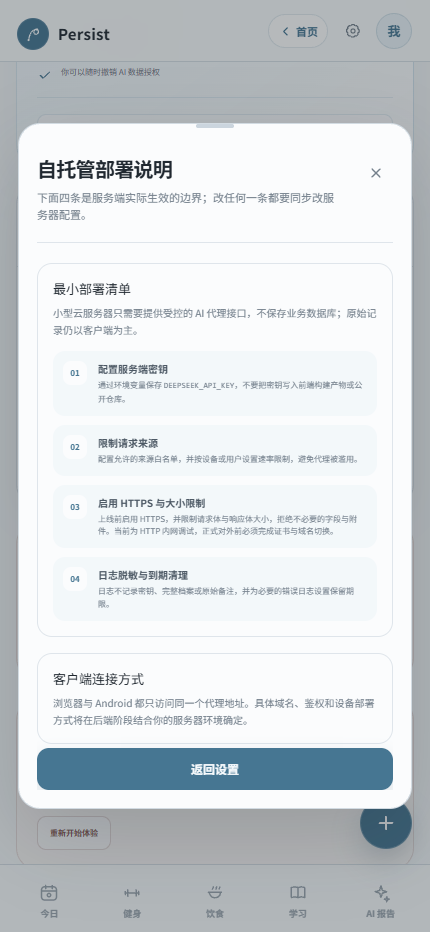 Persist
首页
我
你可以随时撤销 AI 数据授权
自托管部署说明
下面四条是服务端实际生效的边界；改任何一条都要同步改服
务器配置。
最小部署清单
小型云服务器只需要提供受控的 AI 代理接口，不保存业务数据库；原始记
录仍以客户端为主。
01
配置服务端密钥
通过环境变量保存 DEEPSEEK_API_KEY，不要把密钥写入前端构建产物或公
开仓库。
02
限制请求来源
配置允许的来源白名单，并按设备或用户设置速率限制，避免代理被滥用。
03
启用 HTTPS 与大小限制
上线前启用 HTTPS，并限制请求体与响应体大小，拒绝不必要的字段与附
件。当前为 HTTP 内网调试，正式对外前必须完成证书与域名切换。
04
日志脱敏与到期清理
日志不记录密钥、完整档案或原始备注，并为必要的错误日志设置保留期
限。
客户端连接方式
浏览器与 Android 都只访问同一个代理地址。具体域名、鉴权和设备部署
方式将在后端阶段结合你的服务器环境确定。
返回设置
重新开始体验
今日
健身
饮食
学习
AI 报告